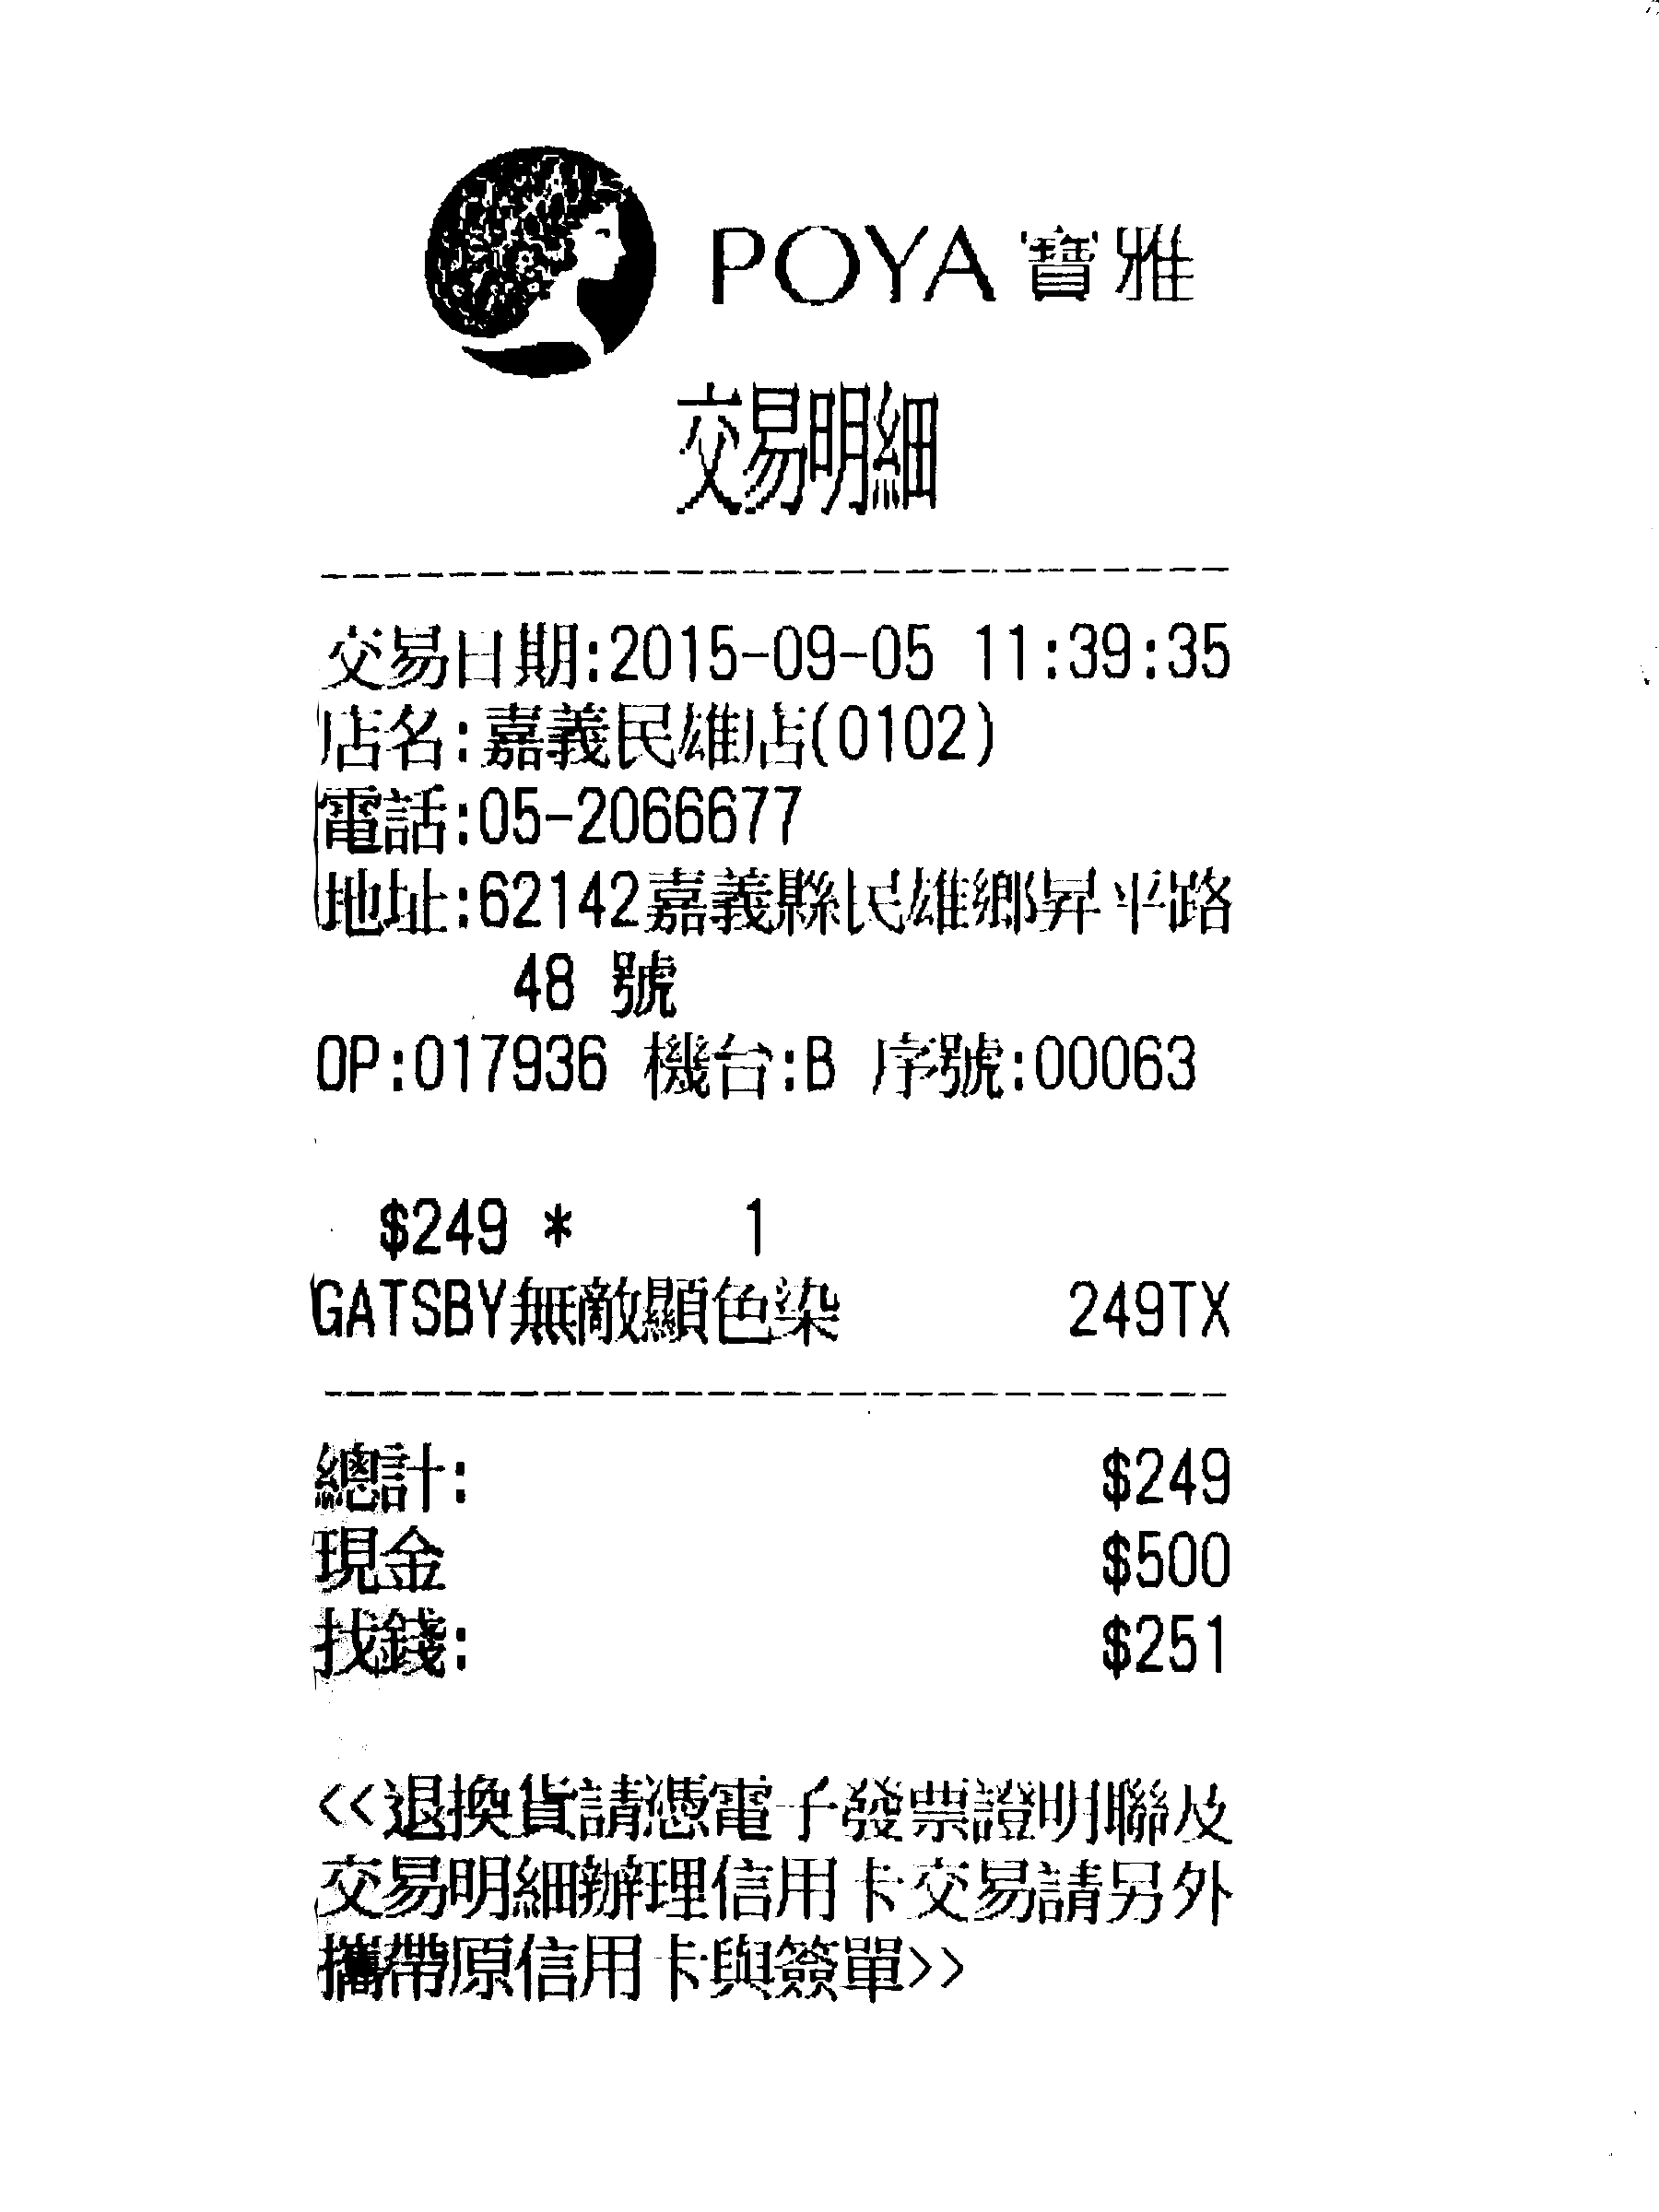 POYA 寶雅
交易明細
交易日期:2015-09-05 11:39:35
店名:嘉義民雄店(0102)
電話:05-2066677
地址:62142嘉義縣民雄鄉昇平路
48 號
OP:017936 機台:B 序號:00063
$249 * 1
GATSBY無敵顯色染 249TX
總計: $249
現金 $500
找錢: $251
<<退換貨請憑電子發票證明聯及
交易明細辦理信用卡交易請另外
攜帶原信用卡與簽單>>